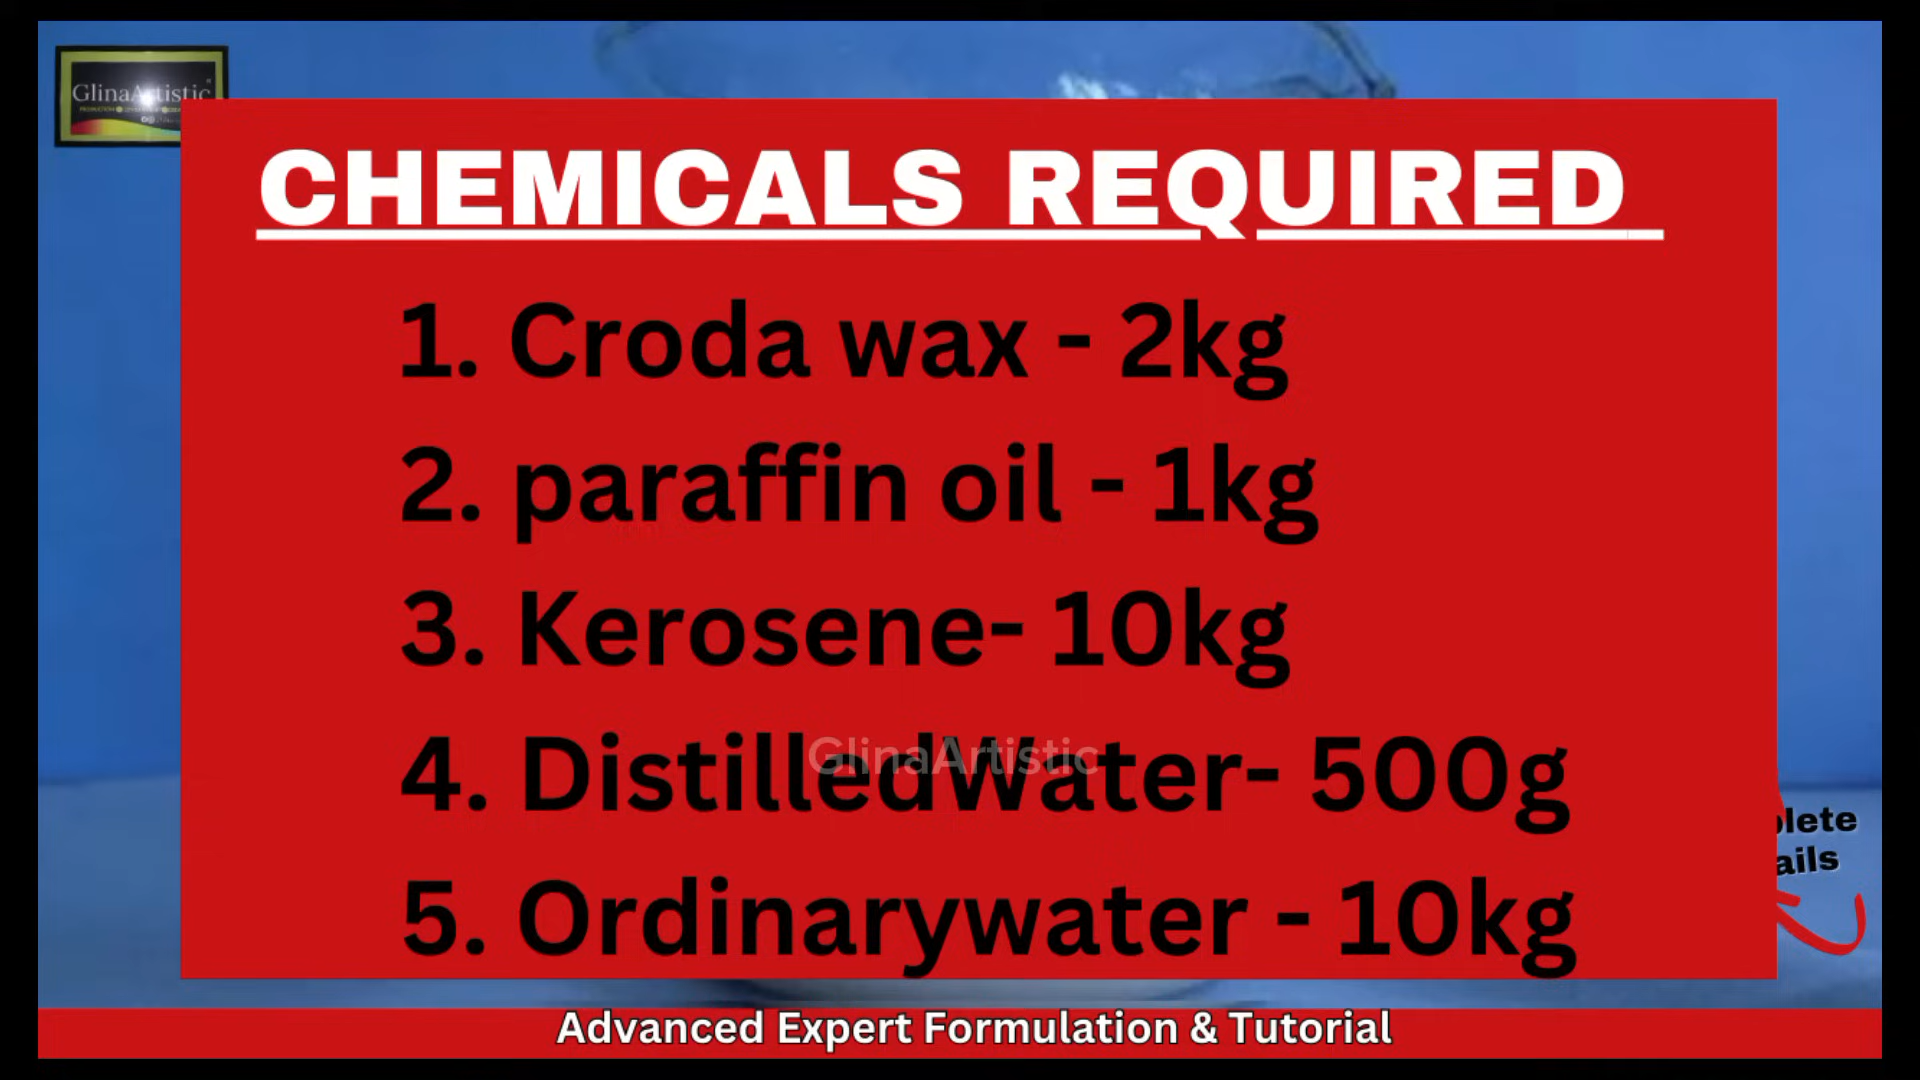 GlinaArtistic
CHEMICALS REQUIRED
1. Croda wax - 2kg
2. paraffin oil - 1kg
3. Kerosene- 10kg
4. DistilledWater- 500g
GlinaArtistic
5. Ordinarywater - 10kg
Advanced Expert Formulation & Tutorial